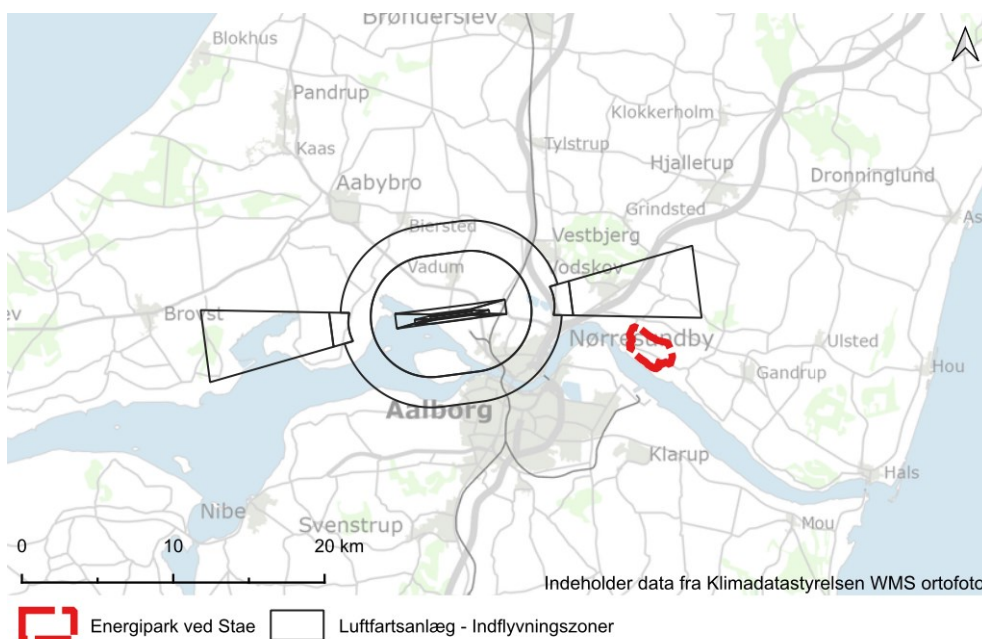 Brønderslev
Blokhus
Pandrup
Klokkerholm
Tylstrup
Kaas
Hjallerup
Aabybro
Dronninglund
Grindsted
As
Biersted
Vestbjerg
Vadum
Vodskov
Brovst
ev
Nørresundby
Ulsted
Hou
Gandrup
Aalborg
Klarup
Hals
Nibe
Svenstrup
Mou
0 10 20 km
Indeholder data fra Klimadatastyrelsen WMS ortofoto
Energipark ved Stae Luftfartsanlæg - Indflyvningszoner